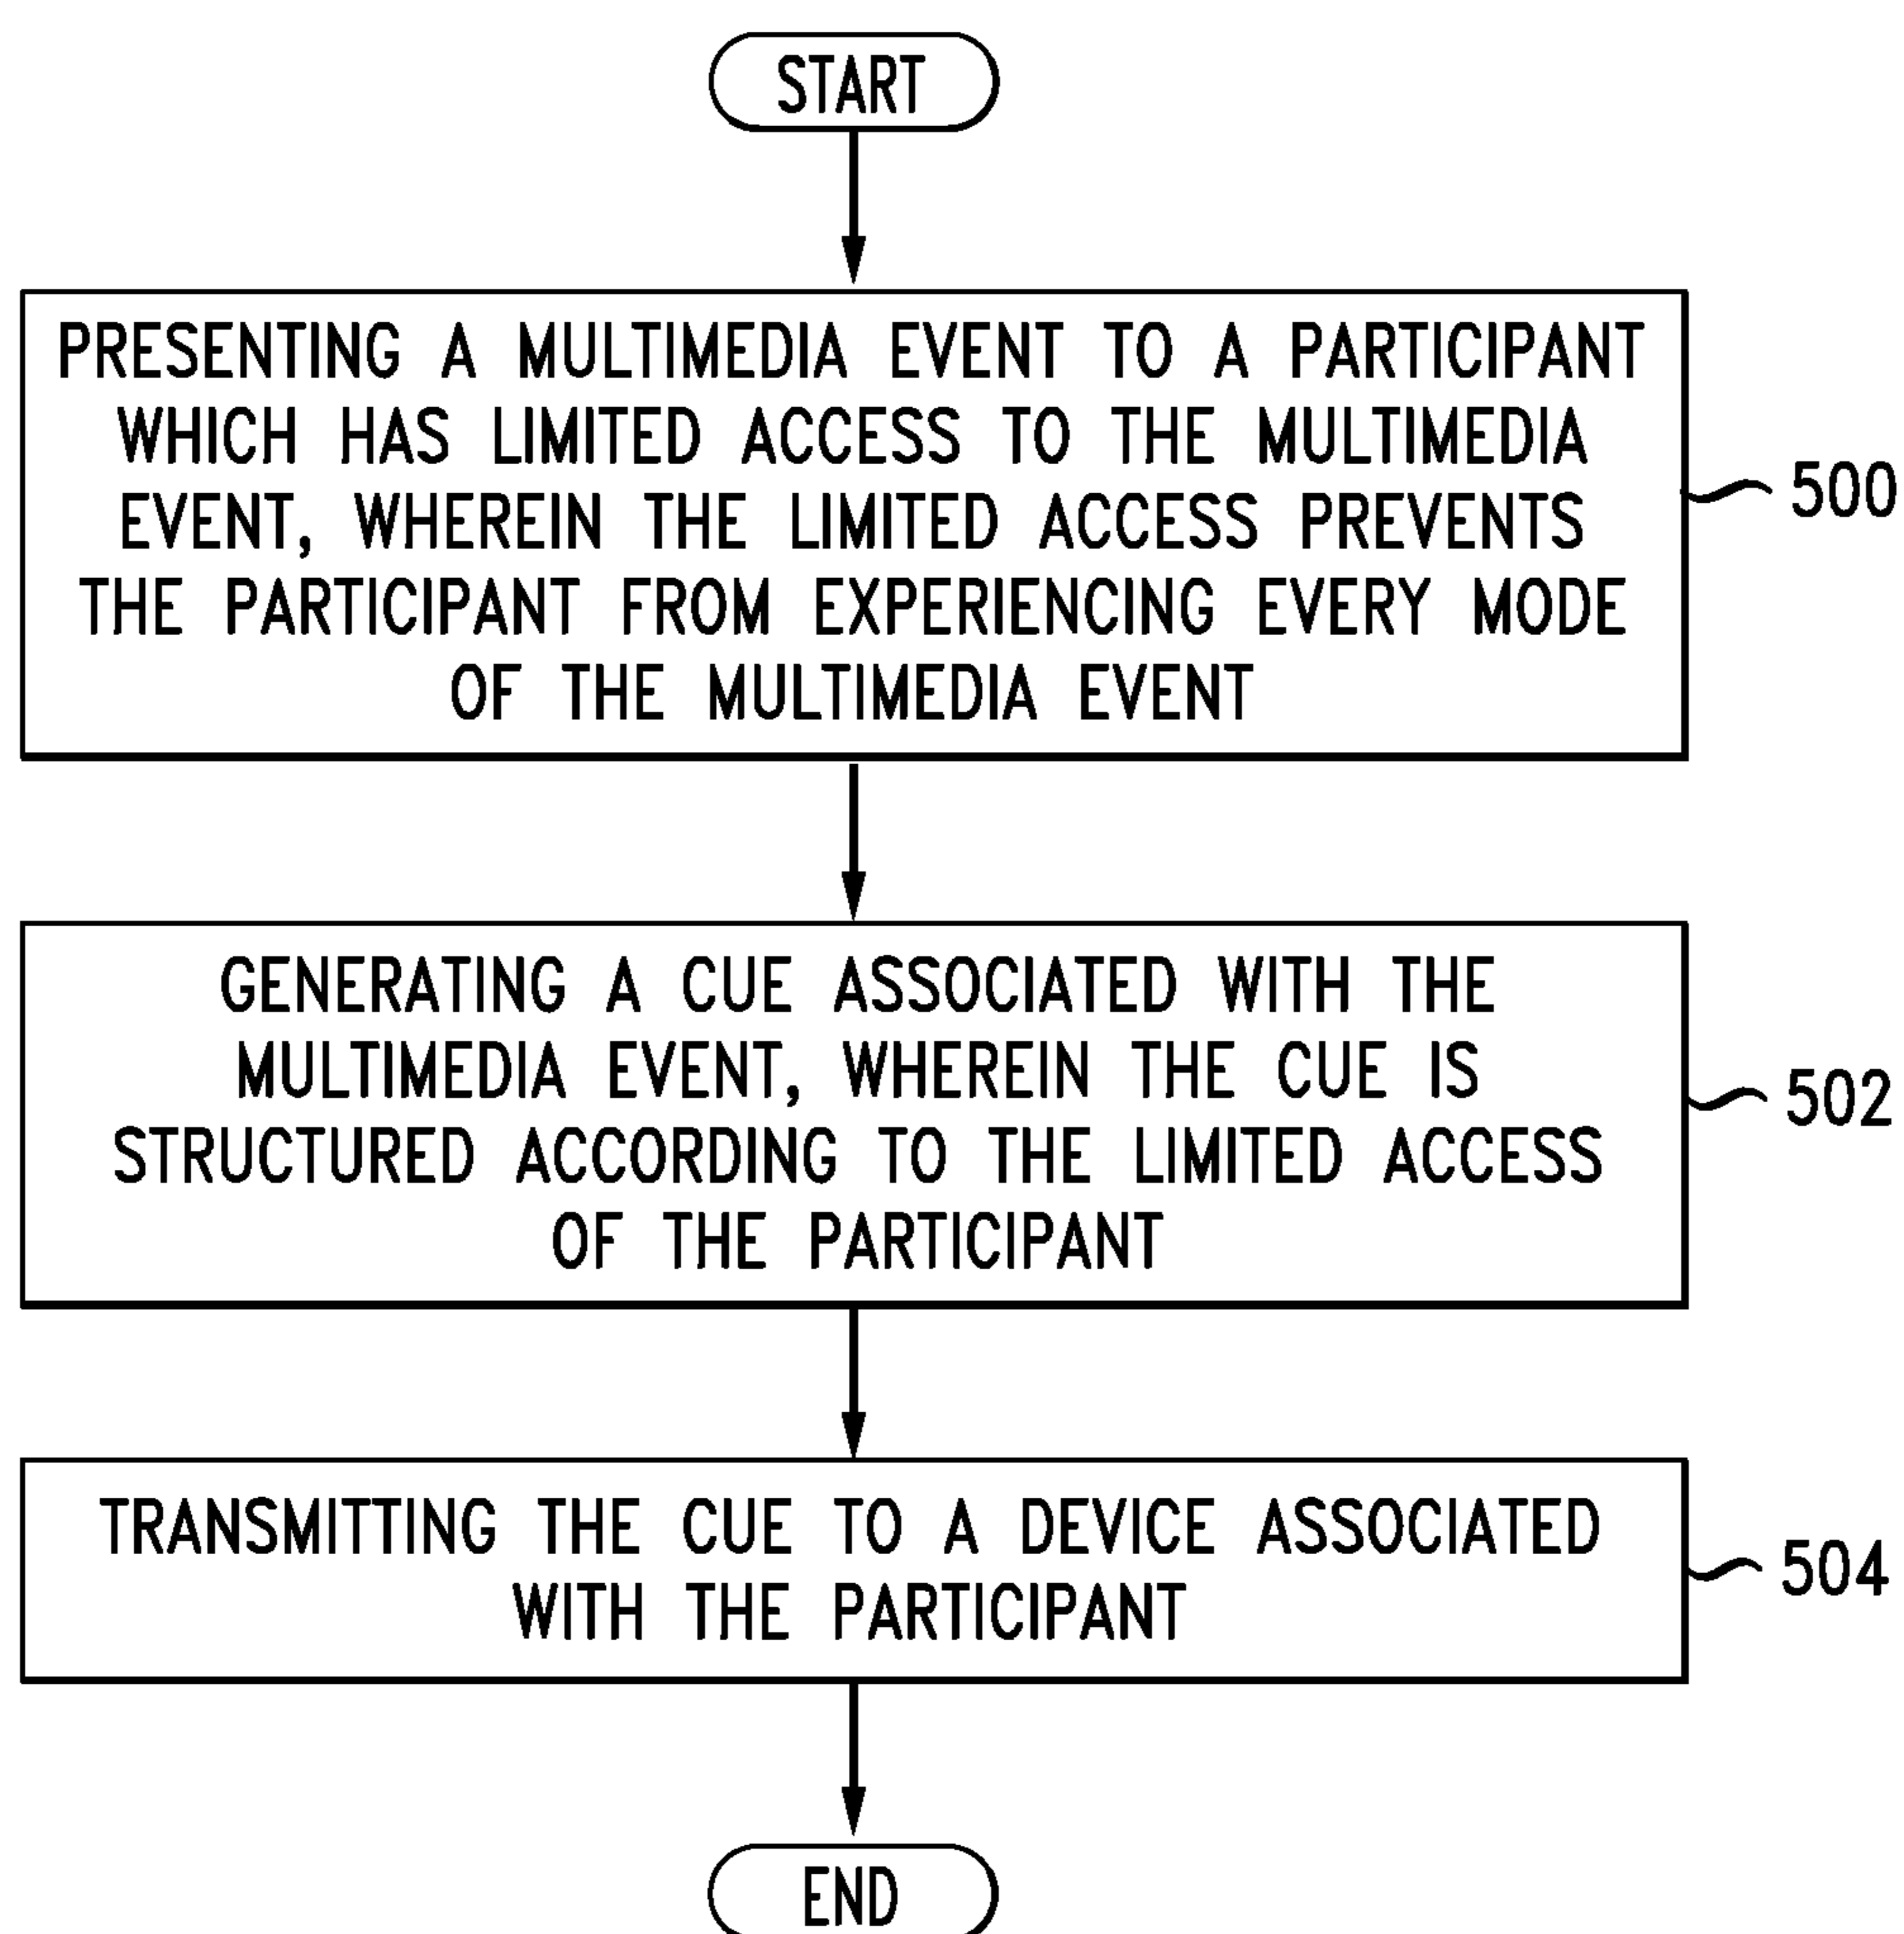 START
PRESENTING A MULTIMEDIA EVENT TO A PARTICIPANT
WHICH HAS LIMITED ACCESS TO THE MULTIMEDIA
EVENT, WHEREIN THE LIMITED ACCESS PREVENTS
THE PARTICIPANT FROM EXPERIENCING EVERY MODE
OF THE MULTIMEDIA EVENT
500
GENERATING A CUE ASSOCIATED WITH THE
MULTIMEDIA EVENT, WHEREIN THE CUE IS
STRUCTURED ACCORDING TO THE LIMITED ACCESS
OF THE PARTICIPANT
502
TRANSMITTING THE CUE TO A DEVICE ASSOCIATED
WITH THE PARTICIPANT
504
END